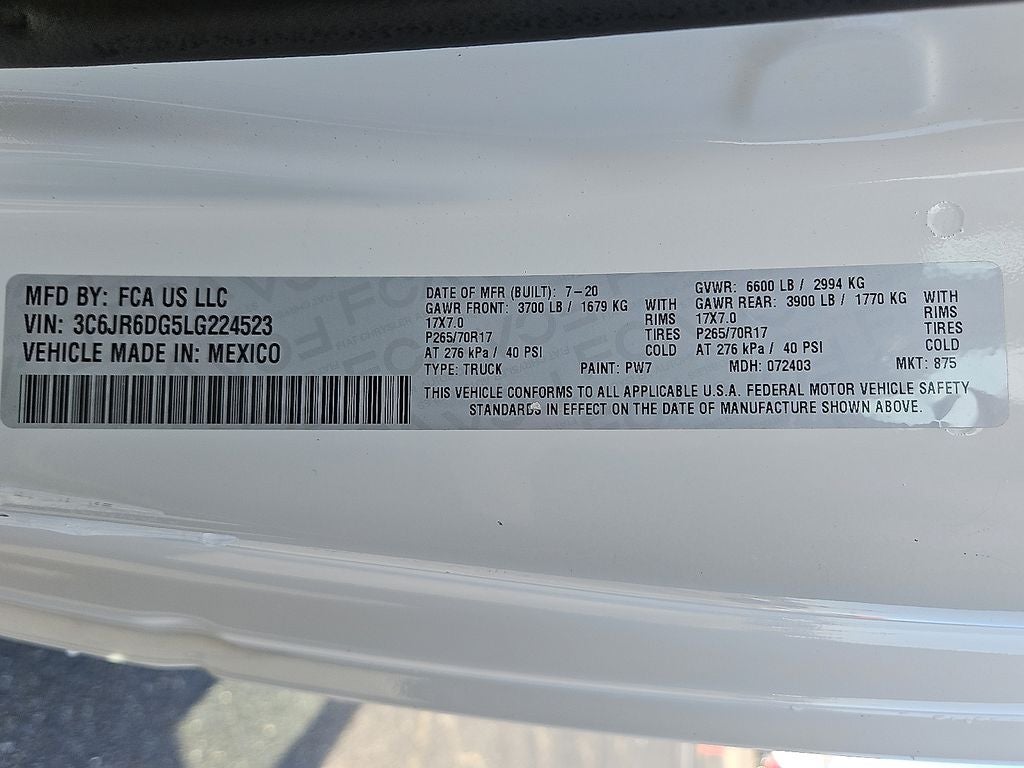 MFD BY: FCA US LLC
VIN: 3C6JR6DG5LG224523
VEHICLE MADE IN: MEXICO
DATE OF MFR (BUILT): 7-20
GVWR: 6600 LB / 2994 KG
GAWR FRONT: 3700 LB / 1679 KG WITH
17X7.0 RIMS
P265/70R17 TIRES
AT 276 kPa / 40 PSI COLD
GAWR REAR: 3900 LB / 1770 KG WITH
17X7.0 RIMS
P265/70R17 TIRES
AT 276 kPa / 40 PSI COLD
TYPE: TRUCK PAINT: PW7 MDH: 072403 MKT: 875
THIS VEHICLE CONFORMS TO ALL APPLICABLE U.S.A. FEDERAL MOTOR VEHICLE SAFETY
STANDARDS IN EFFECT ON THE DATE OF MANUFACTURE SHOWN ABOVE.